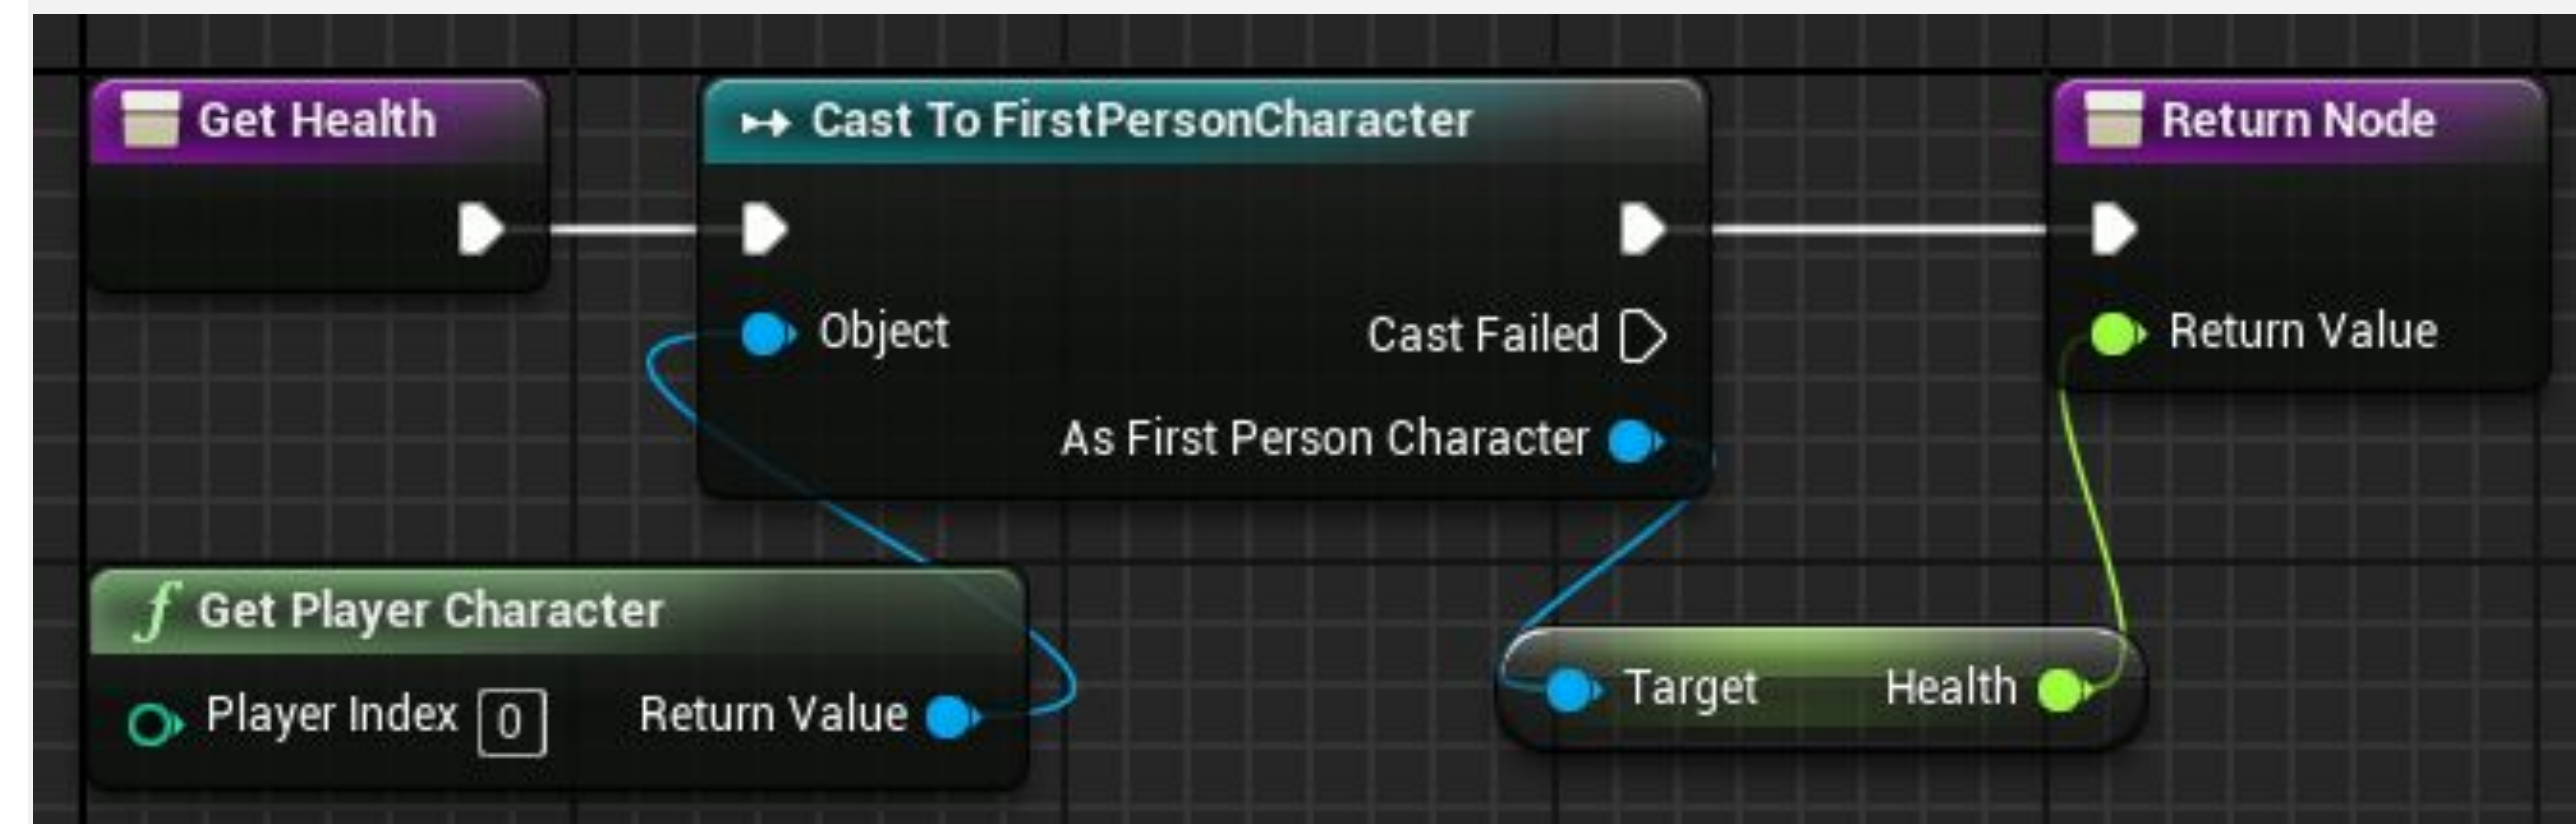 Get Health
Cast To FirstPersonCharacter
Return Node
Object
Cast Failed
Return Value
As First Person Character
Get Player Character
Player Index 0
Return Value
Target
Health